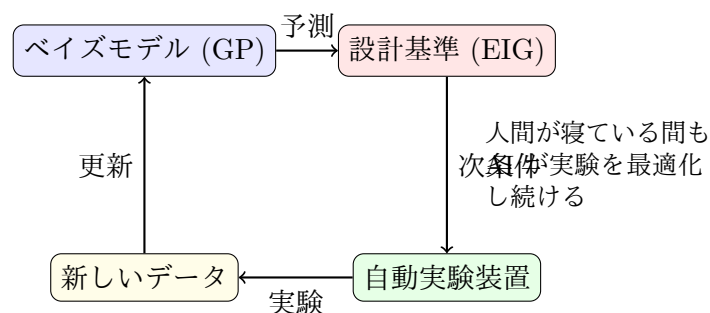 予測
ベイズモデル (GP)
設計基準 (EIG)
人間が寝ている間も
更新
次条件
が実験を最適化
し続ける
新しいデータ
自動実験装置
実験